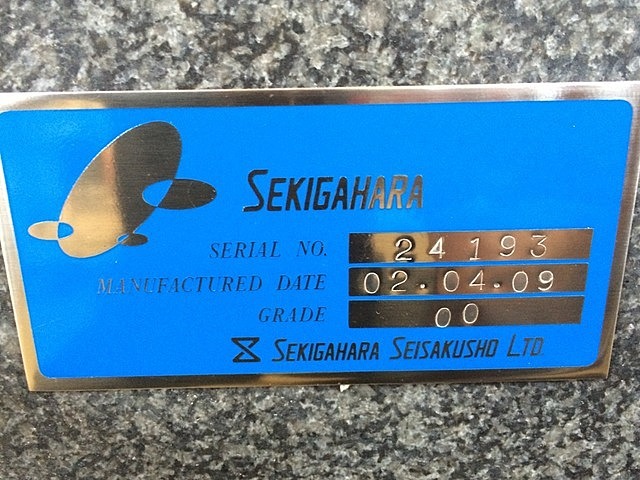 SEKIGAHARA
SERIAL NO. 24193
MANUFACTURED DATE 02.04.09
GRADE 00
SEKIGAHARA SEISAKUSHO LTD.